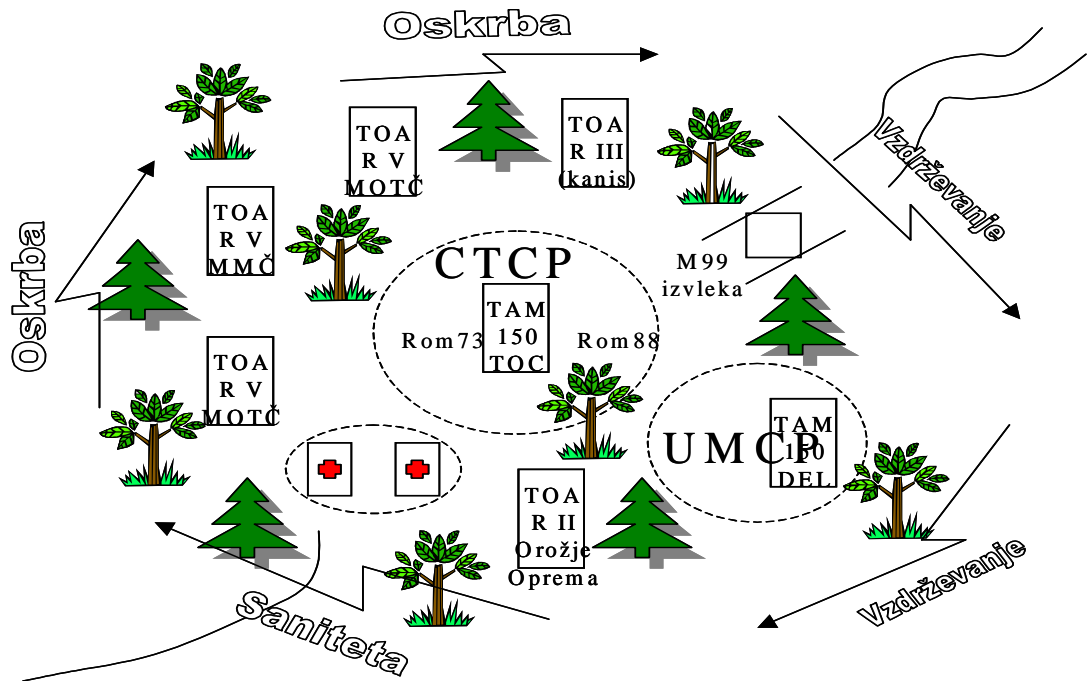 Oskrba
TOA
R V
MOTČ
TOA
R III
(kanis)
Vzdrževanje
TOA
R V
MMČ
Oskrba
CTCP
M99
izvleka
Rom73
TAM
150
TOC
Rom88
TOA
R V
MOTČ
UMCP
TAM
150
DEL
TOA
R II
Orožje
Oprema
Saniteta
Vzdrževanje